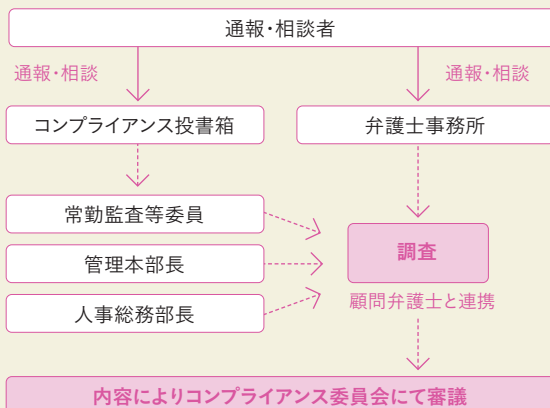 通報・相談者
通報・相談
通報・相談
コンプライアンス投書箱
弁護士事務所
常勤監査等委員
管理本部長
人事総務部長
調査
顧問弁護士と連携
内容によりコンプライアンス委員会にて審議